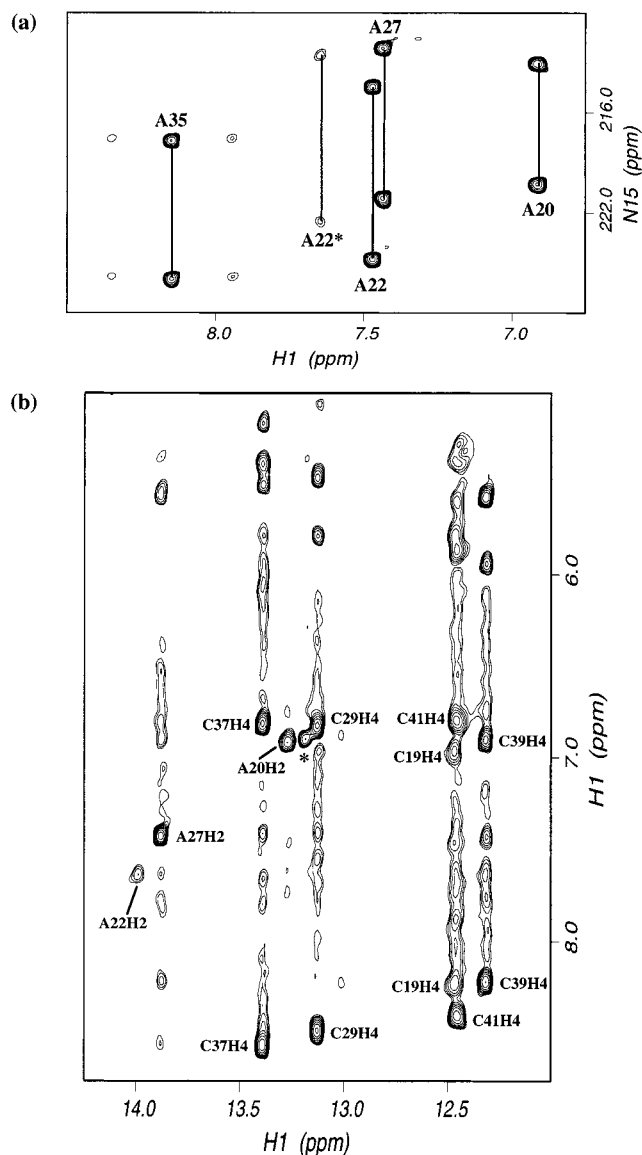 (a)
A27
A35
A22*
A22
A20
216.0
222.0
N15 (ppm)
8.0 7.5 7.0
H1 (ppm)
(b)
6.0
C37H4
C29H4
C41H4
A20H2
*
C19H4
C39H4
7.0
H1 (ppm)
A27H2
A22H2
8.0
C19H4
C39H4
C37H4
C29H4
C41H4
14.0 13.5 13.0 12.5
H1 (ppm)